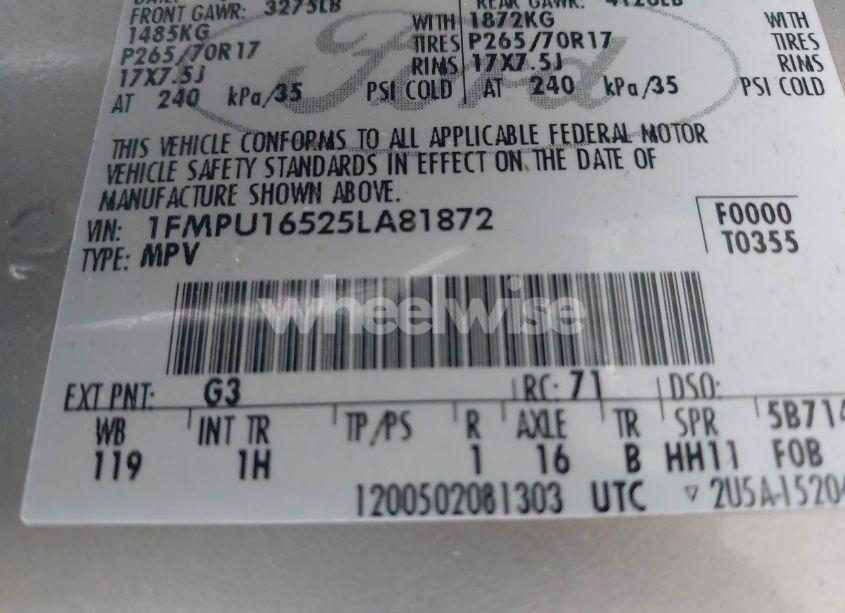 FRONT GAWR: 3275LB
1485KG WITH 1872KG WITH
P265/70R17 TIRES P265/70R17 TIRES
17X7.5J RIMS 17X7.5J RIMS
AT 240 kPa/35 PSI COLD AT 240 kPa/35 PSI COLD
Ford
THIS VEHICLE CONFORMS TO ALL APPLICABLE FEDERAL MOTOR
VEHICLE SAFETY STANDARDS IN EFFECT ON THE DATE OF
MANUFACTURE SHOWN ABOVE.
VIN: 1FMPU16525LA81872 F0000
TYPE: MPV T0355
wheelwise
EXT PNT: G3 RC: 71 DSO:
WB INT TR TP/PS R AXLE TR SPR 5B714
119 1H 1 16 B HH11 F0B
1200502081303 UTC ▽ 2U5A-15204